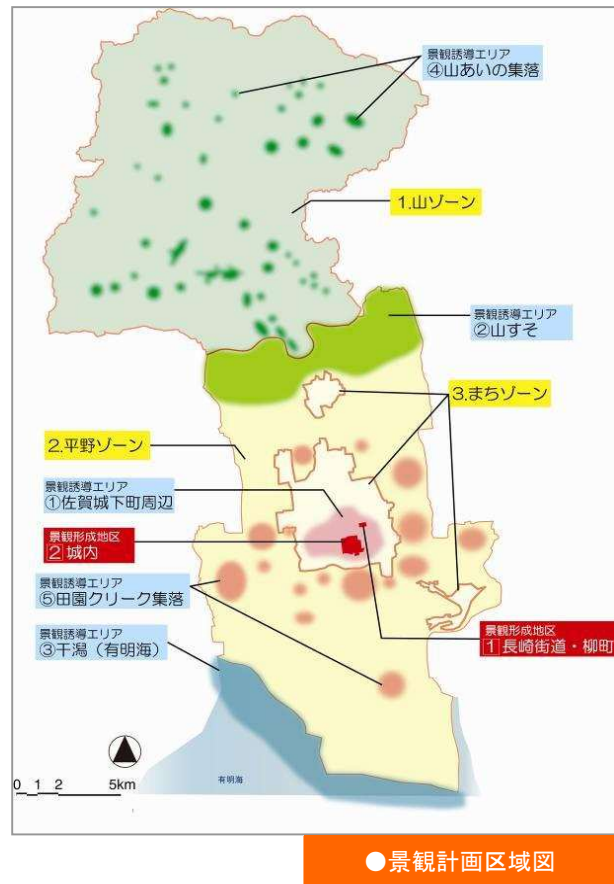 景観誘導エリア
④山あいの集落
1.山ゾーン
景観誘導エリア
②山すそ
3.まちゾーン
2.平野ゾーン
景観誘導エリア
①佐賀城下町周辺
景観形成地区
2 城内
景観誘導エリア
⑤田園クリーク集落
景観誘導エリア
③干潟（有明海）
景観形成地区
1 長崎街道・柳町
有明海
0 1 2 5km
●景観計画区域図